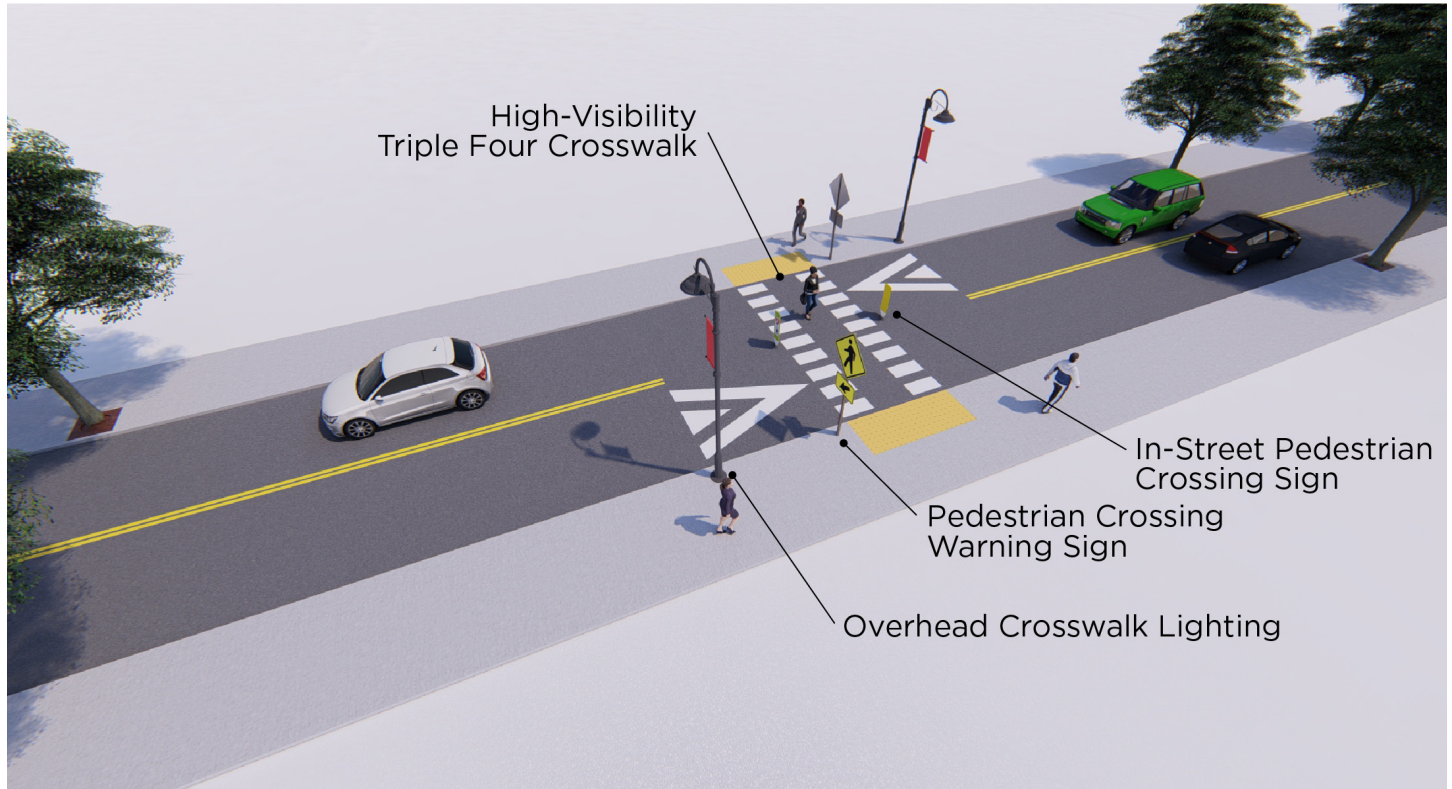 High-Visibility
Triple Four Crosswalk
In-Street Pedestrian
Crossing Sign
Pedestrian Crossing
Warning Sign
Overhead Crosswalk Lighting